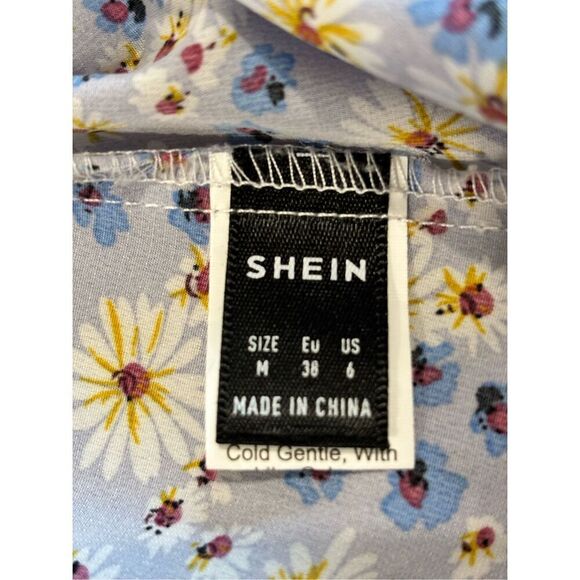 SHEIN
SIZE Eu US
M 38 6
MADE IN CHINA
Cold Gentle, With